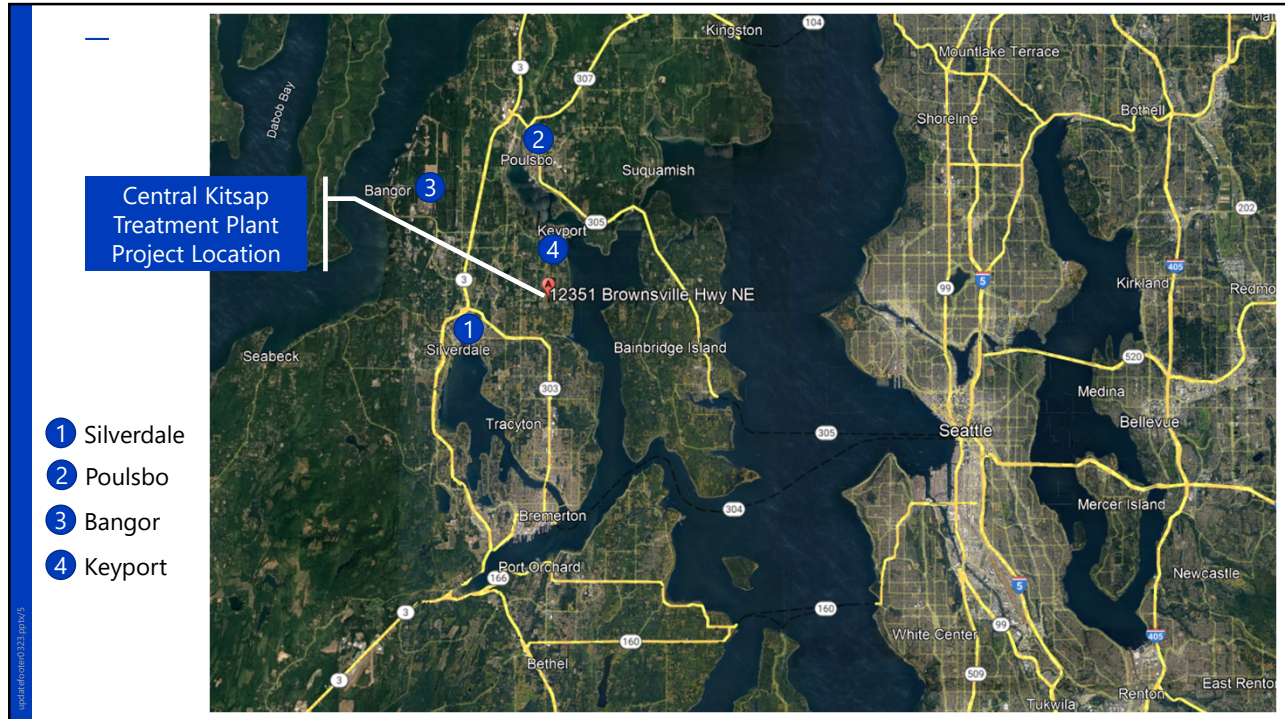 Central Kitsap
Treatment Plant
Project Location
1 Silverdale
2 Poulsbo
3 Bangor
4 Keyport
updatefooter0323.pptx/5
Kingston
104
Mountlake Terrace
3
307
Dabob Bay
Bothell
Shoreline
2
Poulsbo
Suquamish
Bangor
3
202
305
Keyport
4
405
3
5
Kirkland
99
Redmo
12351 Brownsville Hwy NE
A
1
Silverdale
Bainbridge Island
Seabeck
520
303
Medina
Tracyton
Bellevue
305
Seattle
304
Mercer Island
Bremerton
Port Orchard
166
Newcastle
5
3
160
160
White Center
99
405
Bethel
3
509
East Renton
Renton
Tukwila